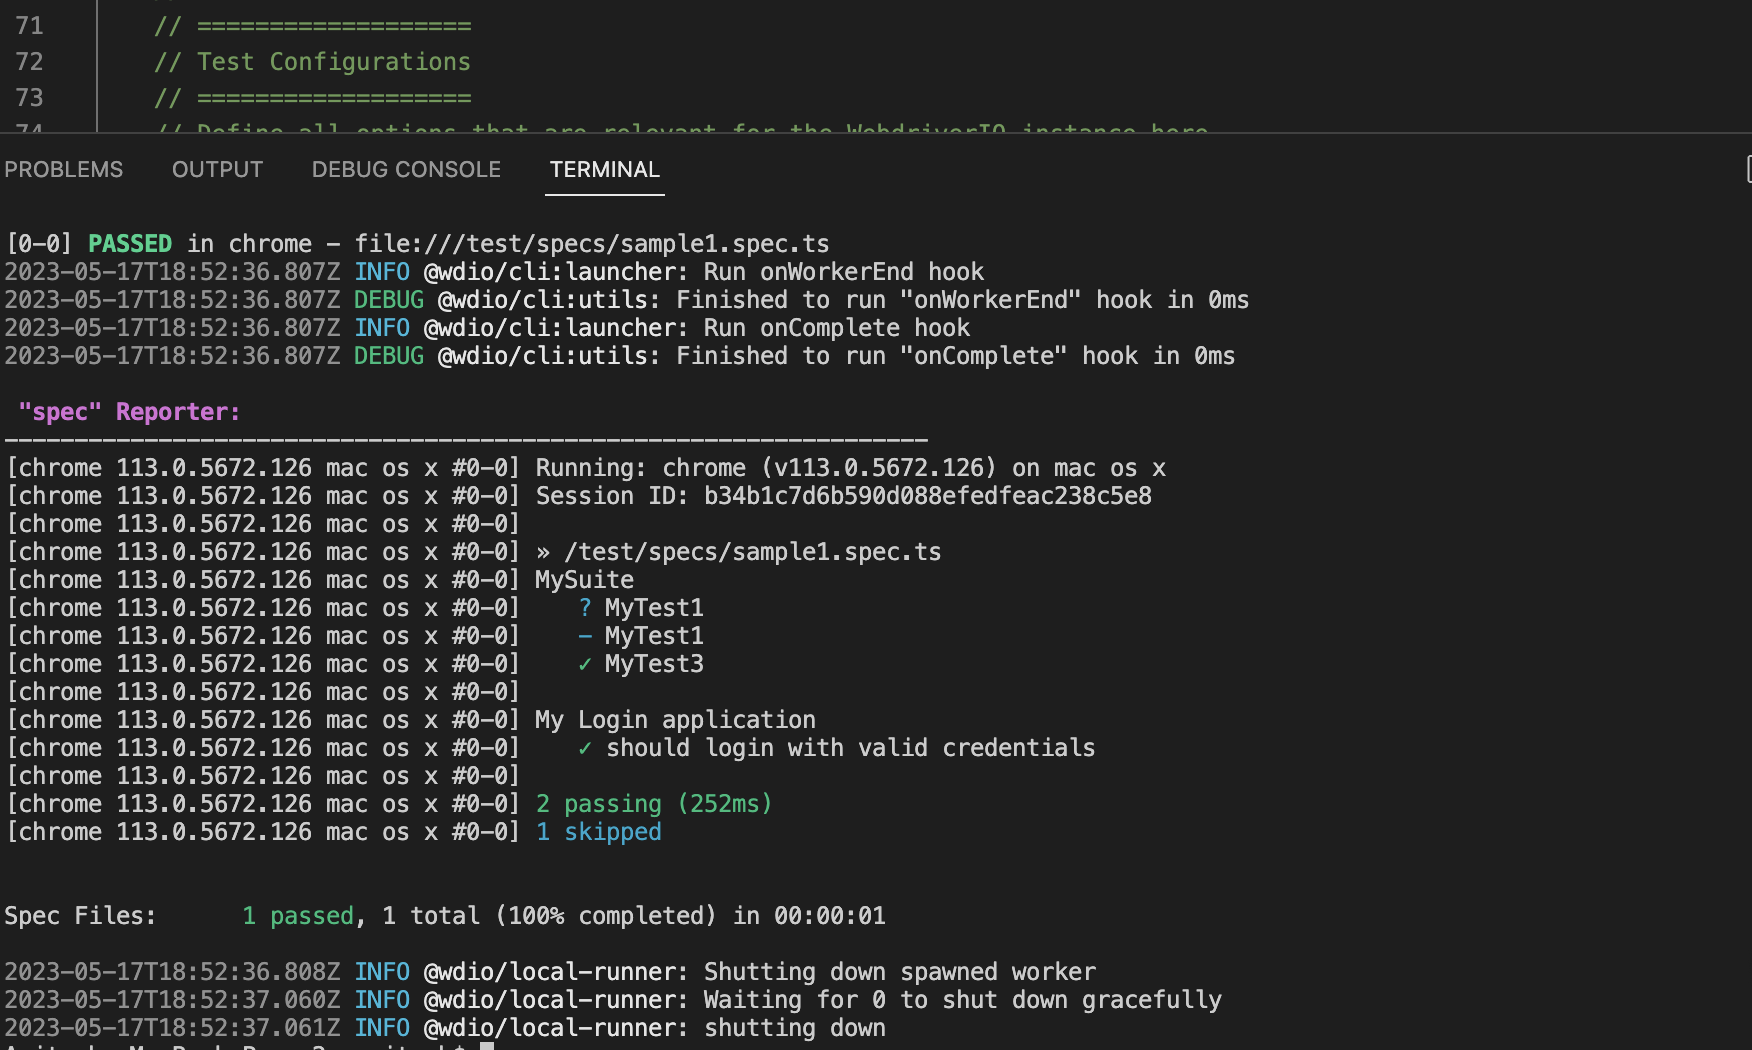 71 // ===================
72 // Test Configurations
73 // ===================
74 // Define all options that are relevant for the WebdriverIO instance here
PROBLEMS OUTPUT DEBUG CONSOLE TERMINAL
[0-0] PASSED in chrome - file:///test/specs/sample1.spec.ts
2023-05-17T18:52:36.807Z INFO @wdio/cli:launcher: Run onWorkerEnd hook
2023-05-17T18:52:36.807Z DEBUG @wdio/cli:utils: Finished to run "onWorkerEnd" hook in 0ms
2023-05-17T18:52:36.807Z INFO @wdio/cli:launcher: Run onComplete hook
2023-05-17T18:52:36.807Z DEBUG @wdio/cli:utils: Finished to run "onComplete" hook in 0ms
"spec" Reporter:
------------------------------------------------------------------
[chrome 113.0.5672.126 mac os x #0-0] Running: chrome (v113.0.5672.126) on mac os x
[chrome 113.0.5672.126 mac os x #0-0] Session ID: b34b1c7d6b590d088efedfeac238c5e8
[chrome 113.0.5672.126 mac os x #0-0]
[chrome 113.0.5672.126 mac os x #0-0] » /test/specs/sample1.spec.ts
[chrome 113.0.5672.126 mac os x #0-0] MySuite
[chrome 113.0.5672.126 mac os x #0-0] ? MyTest1
[chrome 113.0.5672.126 mac os x #0-0] - MyTest1
[chrome 113.0.5672.126 mac os x #0-0] ✓ MyTest3
[chrome 113.0.5672.126 mac os x #0-0]
[chrome 113.0.5672.126 mac os x #0-0] My Login application
[chrome 113.0.5672.126 mac os x #0-0] ✓ should login with valid credentials
[chrome 113.0.5672.126 mac os x #0-0]
[chrome 113.0.5672.126 mac os x #0-0] 2 passing (252ms)
[chrome 113.0.5672.126 mac os x #0-0] 1 skipped
Spec Files: 1 passed, 1 total (100% completed) in 00:00:01
2023-05-17T18:52:36.808Z INFO @wdio/local-runner: Shutting down spawned worker
2023-05-17T18:52:37.060Z INFO @wdio/local-runner: Waiting for 0 to shut down gracefully
2023-05-17T18:52:37.061Z INFO @wdio/local-runner: shutting down